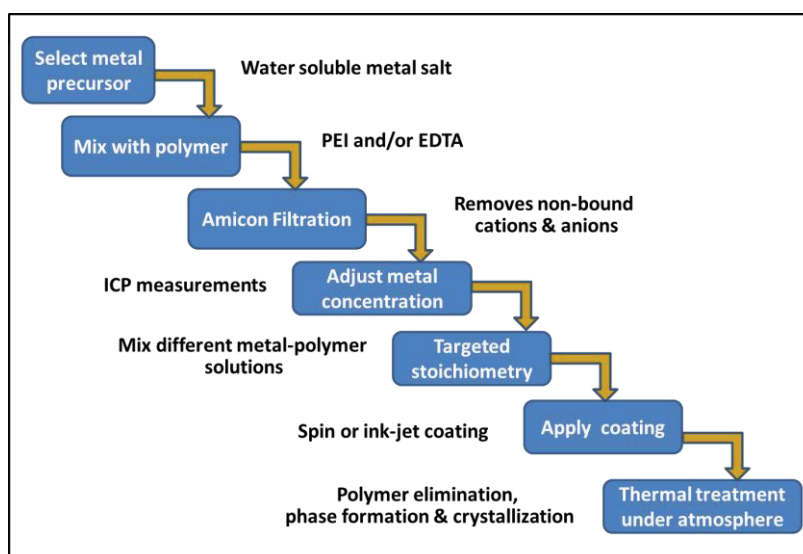 Select metal
precursor
Water soluble metal salt
Mix with polymer
PEI and/or EDTA
Amicon Filtration
Removes non-bound
cations & anions
ICP measurements
Adjust metal
concentration
Mix different metal-polymer
solutions
Targeted
stoichiometry
Spin or ink-jet coating
Apply coating
Polymer elimination,
phase formation & crystallization
Thermal treatment
under atmosphere